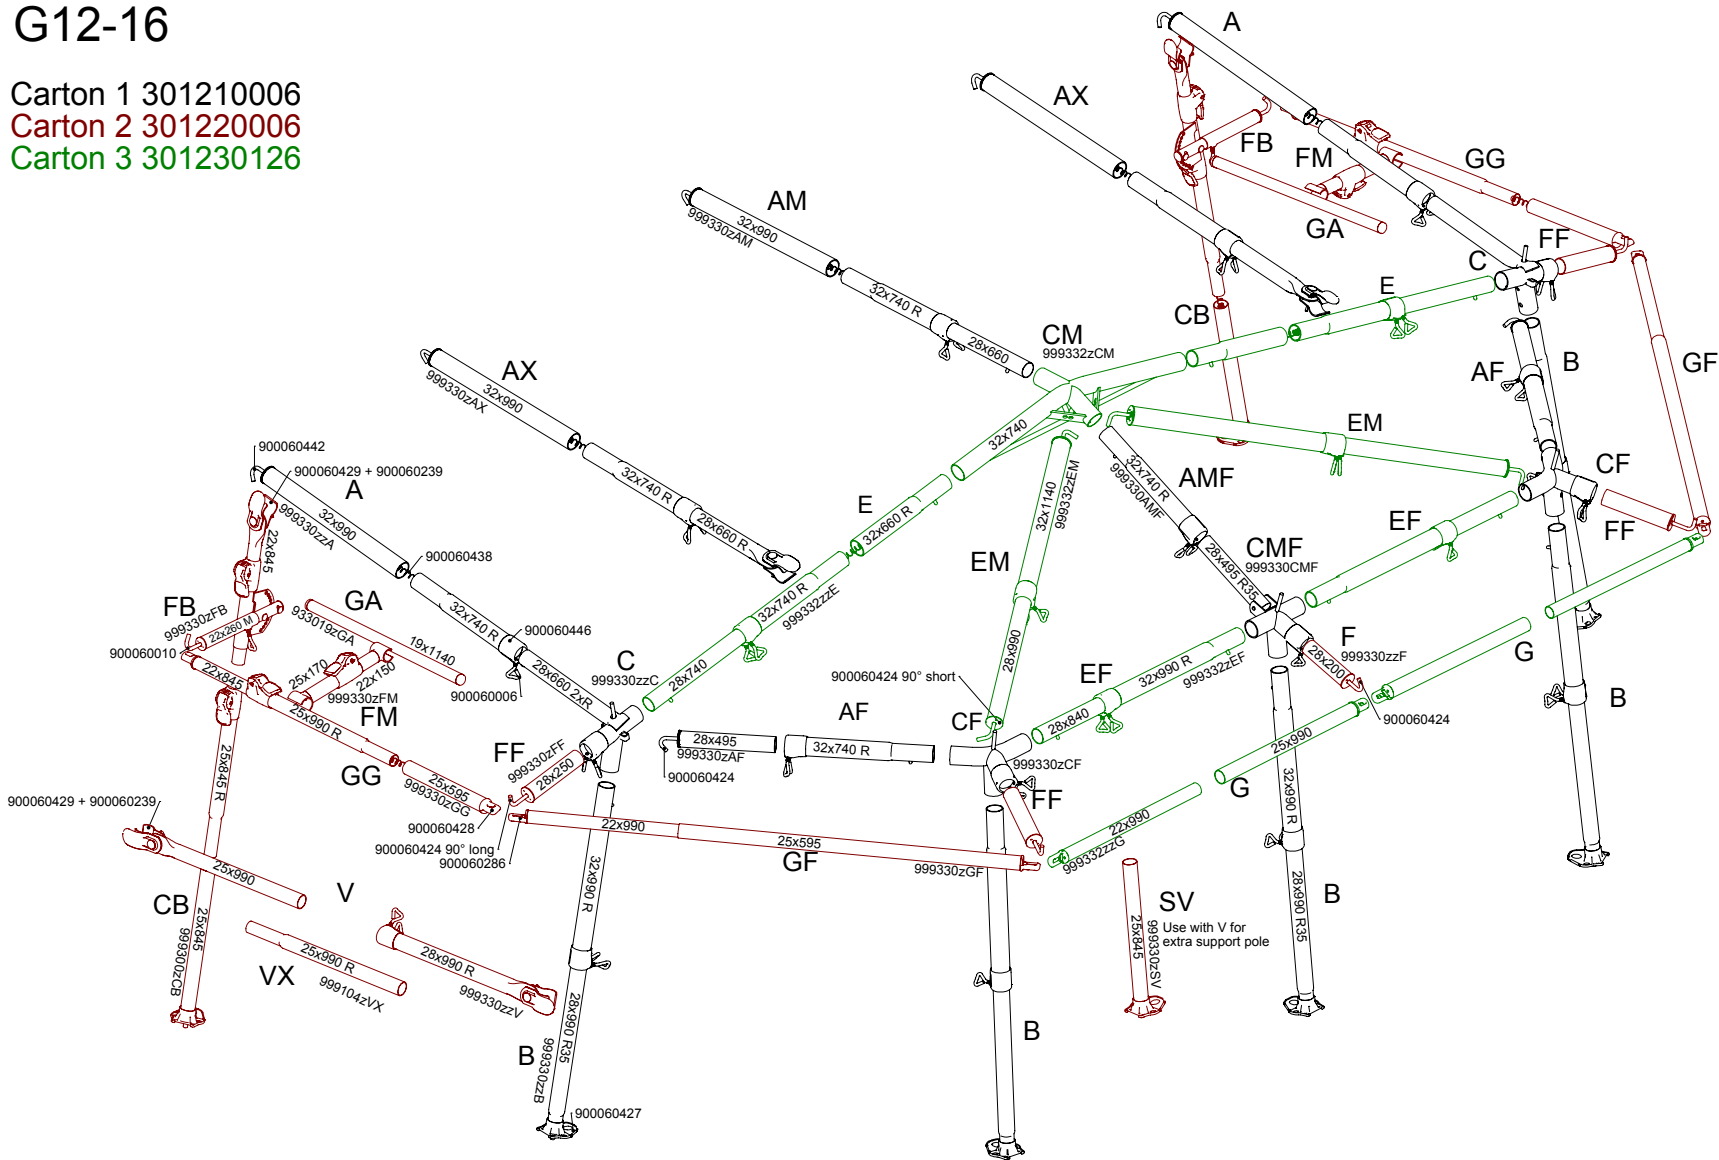 G12-16
Carton 1 301210006
Carton 2 301220006
Carton 3 301230126
A
AX
FB
FM
GG
GA
AM
32x990
999330zAM
32x740 R
28x660
CM
999332zCM
CB
E
C
FF
AF
B
GF
AX
32x990
999330zAX
32x740 R
28x660 R
32x740
EM
CF
FF
900060442
900060429 + 900060239
A
32x990
999330zzA
900060438
32x740 R
900060446
28x660 2xR
900060006
22x845
FB
999330zFB
22x260 M
900060010
GA
933019zGA
19x1140
22x845
25x170
22x150
999330zFM
FM
25x990 R
GG
25x595
999330zGG
900060428
900060424 90° long
900060286
FF
999330zFF
28x250
C
999330zzC
28x740
E
32x660 R
32x740 R
999332zzE
32x1140
999332zEM
EM
28x990
32x740 R
999330AMF
AMF
28x495 R35
CMF
999330CMF
EF
F
999330zzF
28x200
900060424
900060424 90° short
CF
999330zCF
EF
28x840
32x990 R
999332zEF
AF
28x495
999330zAF
900060424
32x740 R
FF
G
25x990
G
22x990
999332zzG
22x990
25x595
GF
999330zGF
900060429 + 900060239
25x845 R
25x990
CB
25x845
999300zCB
V
VX
25x990 R
999104zVX
28x990 R
999330zzV
32x990 R
28x990 R35
B
999330zzB
900060427
B
SV
Use with V for
extra support pole
25x845
999330zSV
32x990 R
28x990 R35
B
B